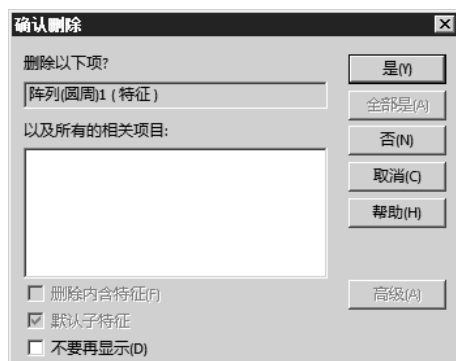 确认删除
删除以下项?
阵列(圆周)1 ( 特征 )
以及所有的相关项目:
是(Y)
全部是(A)
否(N)
取消(C)
帮助(H)
高级(A)
删除内含特征(F)
默认子特征
不要再显示(D)